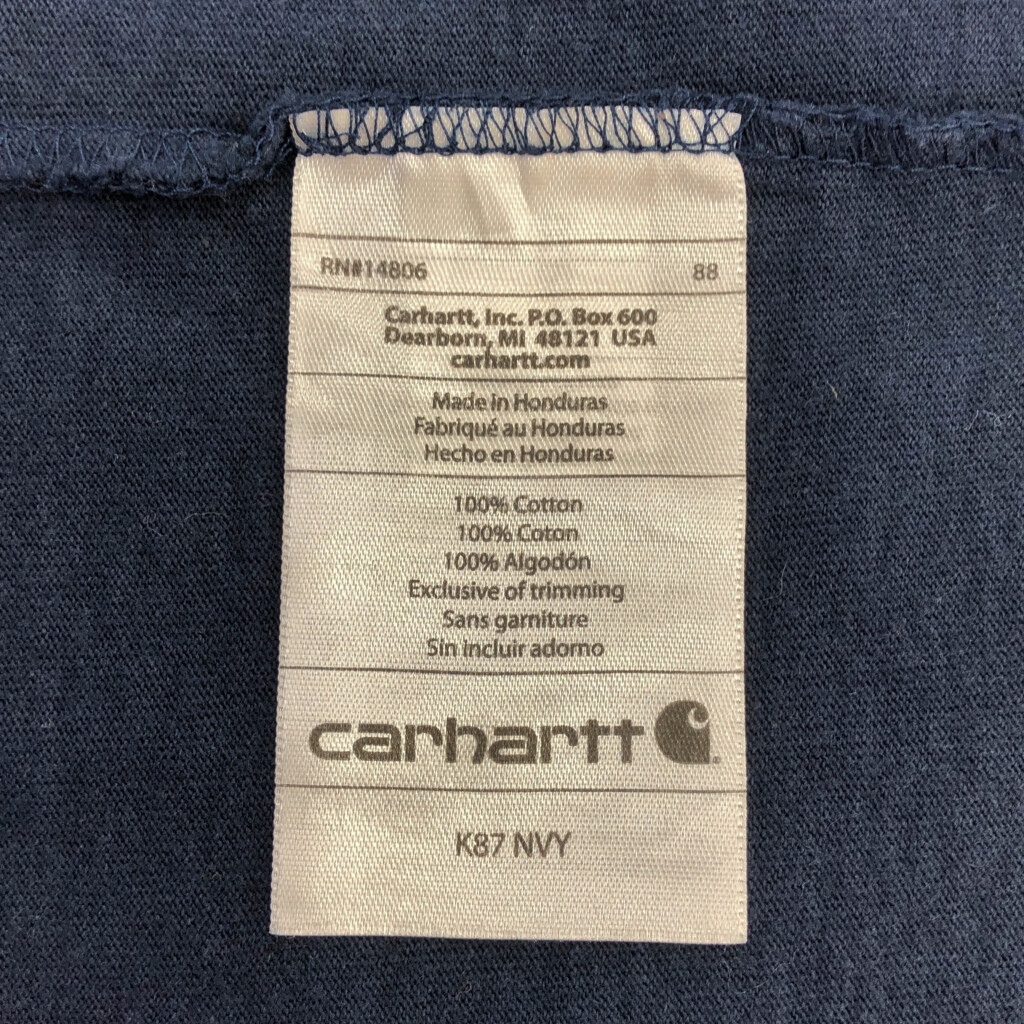 RN#14806 88
Carhartt, Inc. P.O. Box 600
Dearborn, MI 48121 USA
carhartt.com
Made in Honduras
Fabriqué au Honduras
Hecho en Honduras
100% Cotton
100% Coton
100% Algodón
Exclusive of trimming
Sans garniture
Sin incluir adorno
carhartt
K87 NVY